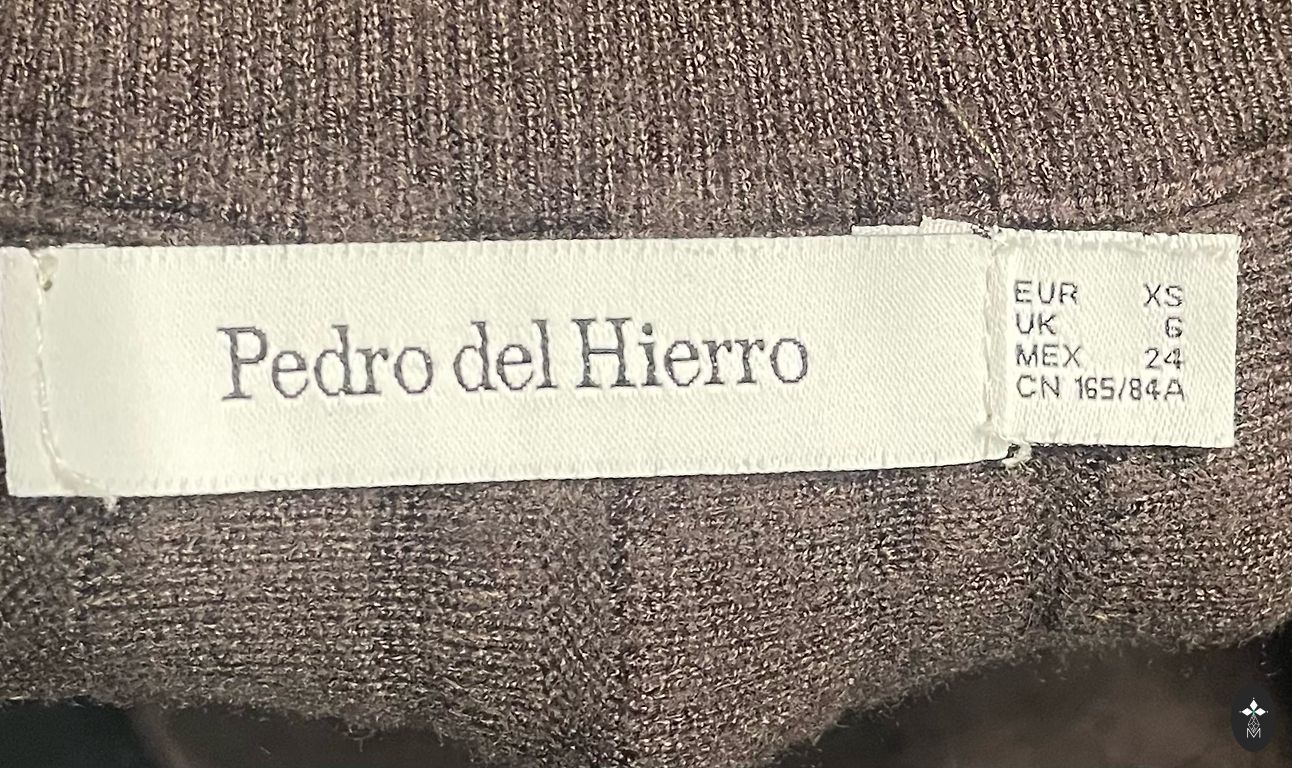 Pedro del Hierro
EUR XS
UK 6
MEX 24
CN 165/84A
M